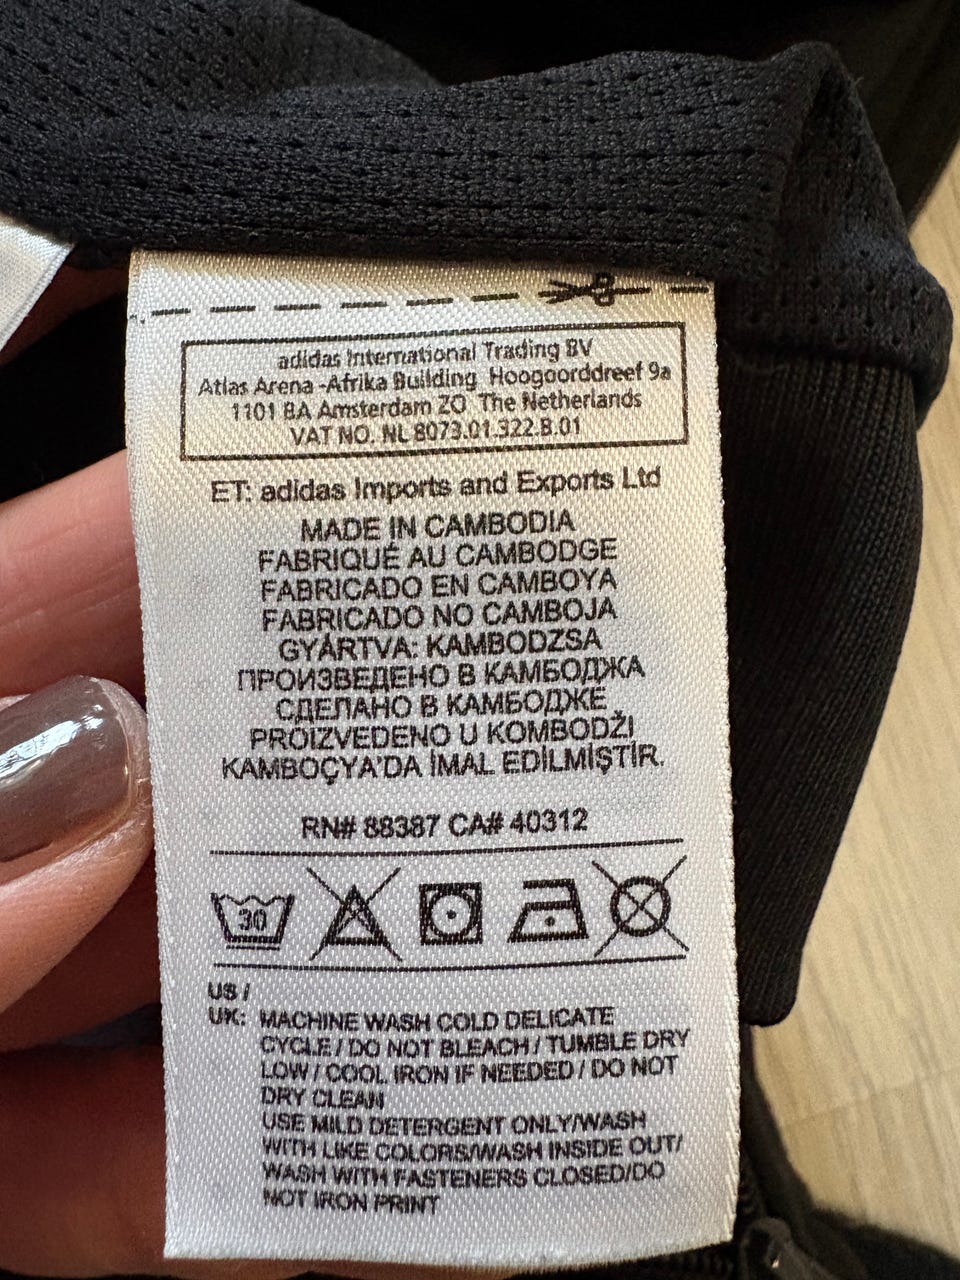 adidas International Trading BV
Atlas Arena -Afrika Building Hoogoorddreef 9a
1101 BA Amsterdam ZO The Netherlands
VAT NO. NL 8073.01.322.B.01
ET: adidas Imports and Exports Ltd
MADE IN CAMBODIA
FABRIQUÉ AU CAMBODGE
FABRICADO EN CAMBOYA
FABRICADO NO CAMBOJA
GYÁRTVA: KAMBODZSA
ПРОИЗВЕДЕНО В КАМБОДЖА
СДЕЛАНО В КАМБОДЖЕ
PROIZVEDENO U KOMBODŽI
KAMBOÇYA'DA İMAL EDİLMİŞTİR.
RN# 88387 CA# 40312
30
US /
UK: MACHINE WASH COLD DELICATE
CYCLE / DO NOT BLEACH / TUMBLE DRY
LOW / COOL IRON IF NEEDED / DO NOT
DRY CLEAN
USE MILD DETERGENT ONLY/WASH
WITH LIKE COLORS/WASH INSIDE OUT/
WASH WITH FASTENERS CLOSED/DO
NOT IRON PRINT